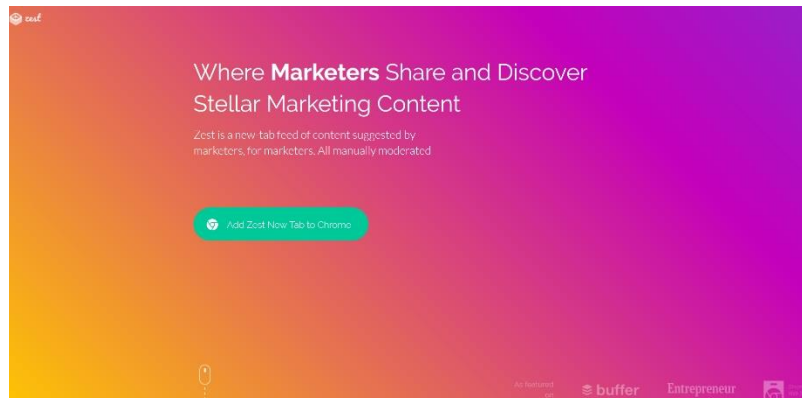 zest
Where Marketers Share and Discover
Stellar Marketing Content
Zest is a new tab feed of content suggested by
marketers, for marketers. All manually moderated
Add Zest New Tab to Chrome
As featured
on
buffer
Entrepreneur